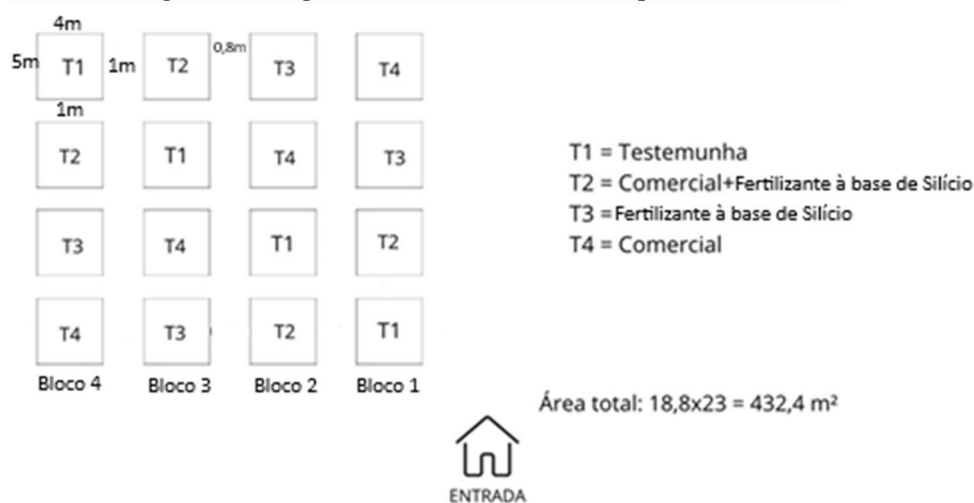 4m
5m T1 1m T2 0,8m T3 T4
1m
T2 T1 T4 T3
T3 T4 T1 T2
T4 T3 T2 T1
Bloco 4 Bloco 3 Bloco 2 Bloco 1
T1 = Testemunha
T2 = Comercial+Fertilizante à base de Silício
T3 =Fertilizante à base de Silício
T4 = Comercial
Área total: 18,8x23 = 432,4 m²
ENTRADA